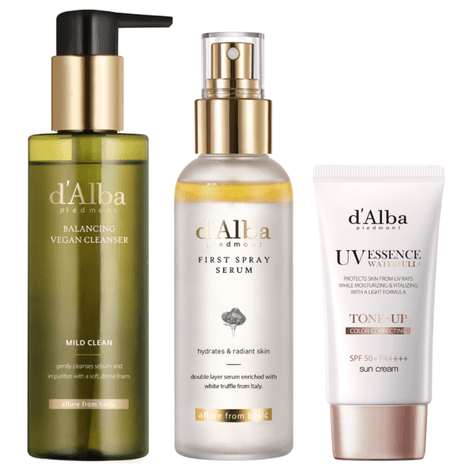 d'Alba
piedmont
BALANCING
VEGAN CLEANSER
MILD CLEAN
gently cleanses sebum and
impurities with a soft, dense foam.
allure from basic
d'Alba
piedmont
FIRST SPRAY
SERUM
hydrates & radiant skin
double layer serum enriched with
white truffle from Italy.
allure from basic
d'Alba
piedmont
UV ESSENCE
WATERFULL+
PROTECTS SKIN FROM UV RAYS
WHILE MOISTURIZING & VITALIZING
WITH A LIGHT FORMULA
TONE-UP
COLOR CORRECTING
SPF 50+ PA++++
sun cream